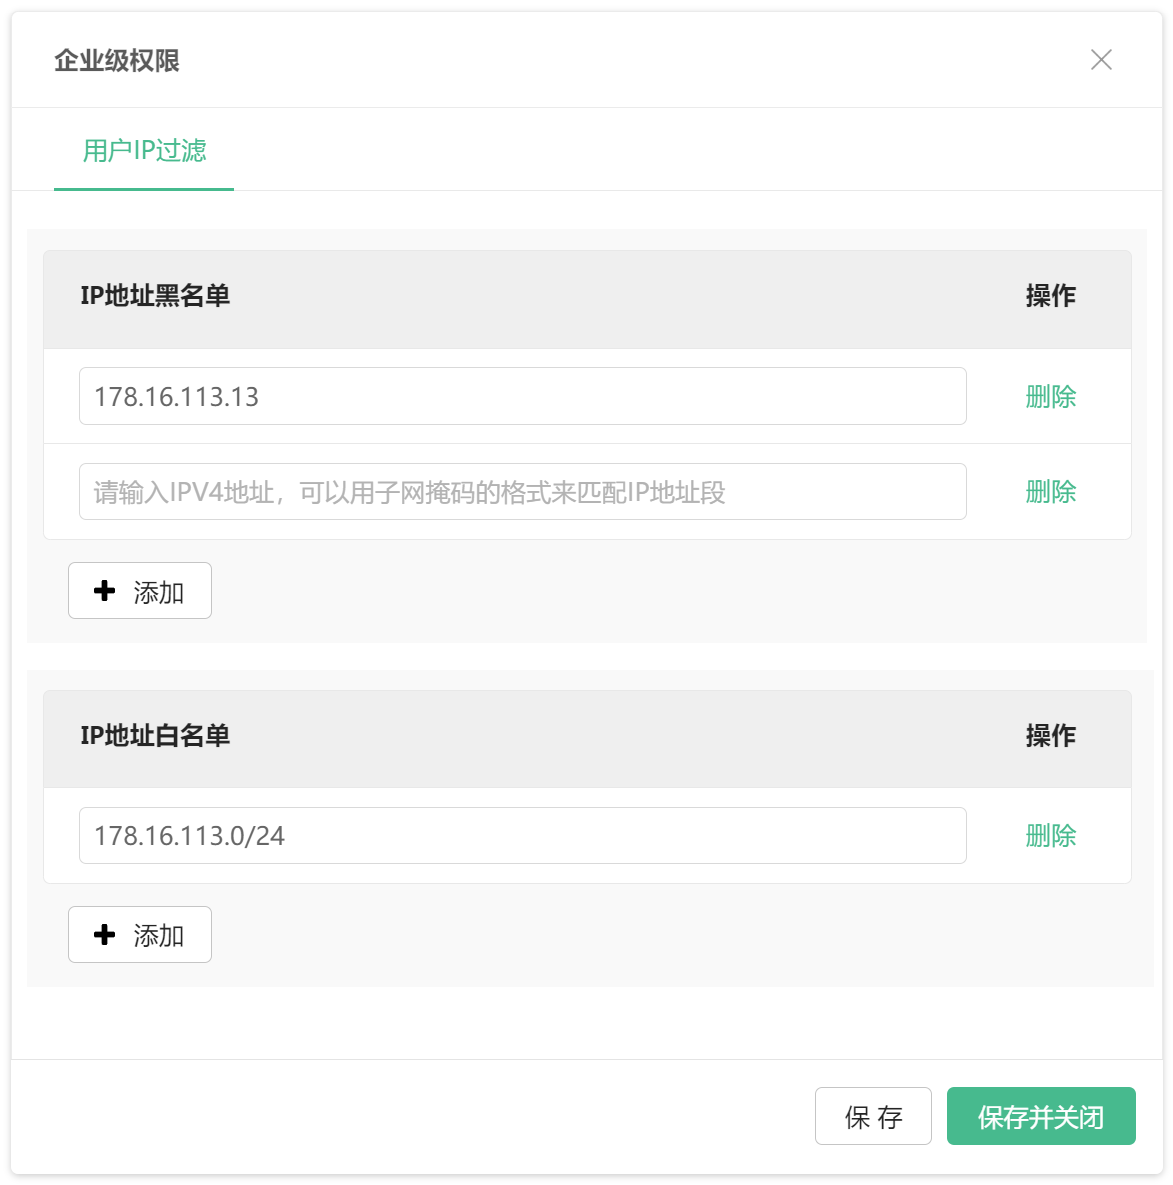 企业级权限
用户IP过滤
IP地址黑名单 操作
178.16.113.13 删除
请输入IPV4地址，可以用子网掩码的格式来匹配IP地址段 删除
添加
IP地址白名单 操作
178.16.113.0/24 删除
添加
保 存 保存并关闭